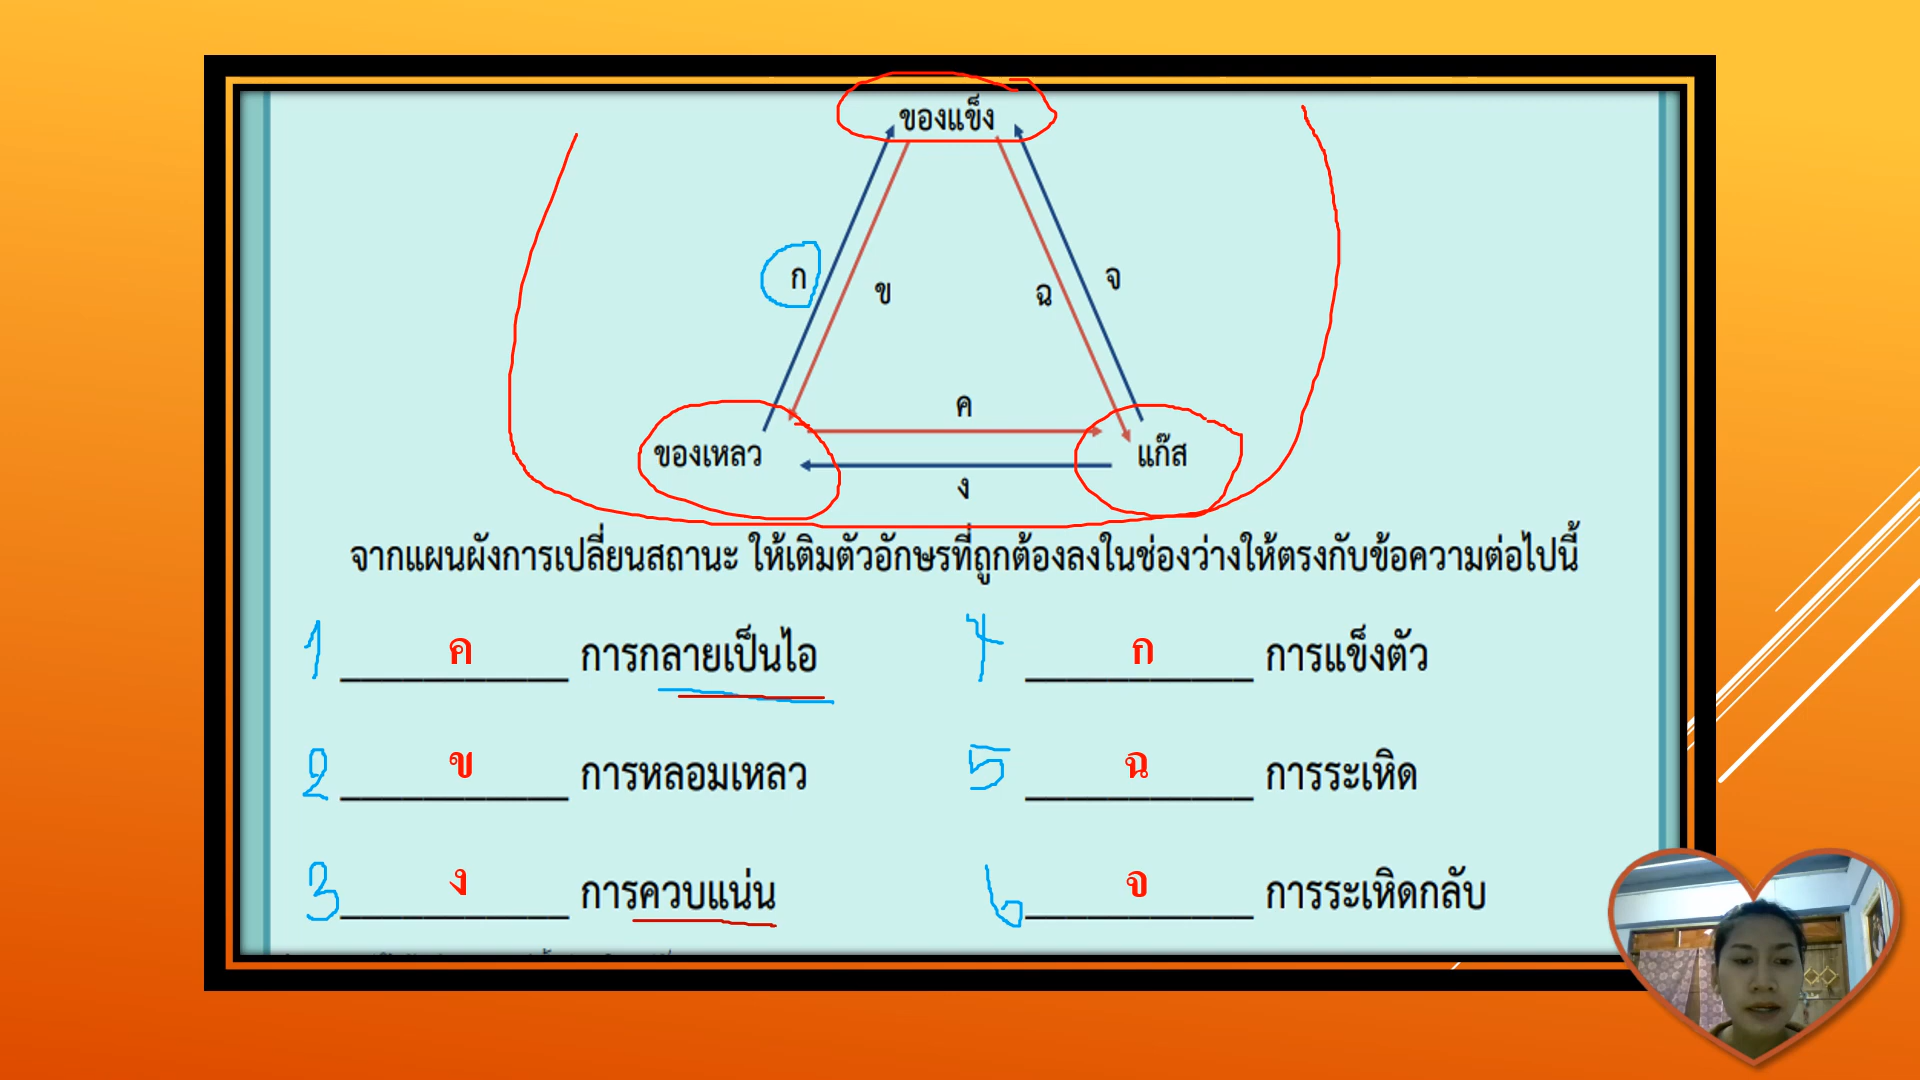 ของแข็ง
ก
ข
ฉ
จ
ค
ของเหลว
แก๊ส
ง
จากแผนผังการเปลี่ยนสถานะ ให้เติมตัวอักษรที่ถูกต้องลงในช่องว่างให้ตรงกับข้อความต่อไปนี้
1 ค การกลายเป็นไอ
4 ก การแข็งตัว
2 ข การหลอมเหลว
5 ฉ การระเหิด
3 ง การควบแน่น
6 จ การระเหิดกลับ